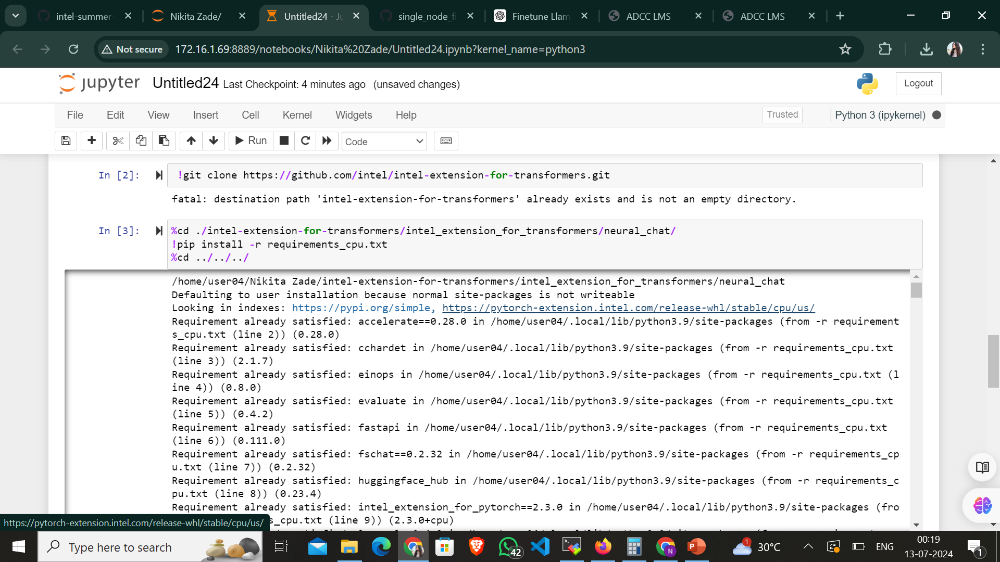 intel-summer-
Nikita Zade/
Untitled24 - Ju
single_node_fi
Finetune Llam
ADCC LMS
ADCC LMS
Not secure
172.16.1.69:8889/notebooks/Nikita%20Zade/Untitled24.ipynb?kernel_name=python3
jupyter
Untitled24 Last Checkpoint: 4 minutes ago (unsaved changes)
Logout
File Edit View Insert Cell Kernel Widgets Help
Trusted
Python 3 (ipykernel)
Run
Code
In [2]: !git clone https://github.com/intel/intel-extension-for-transformers.git
fatal: destination path 'intel-extension-for-transformers' already exists and is not an empty directory.
In [3]: %cd ./intel-extension-for-transformers/intel_extension_for_transformers/neural_chat/
!pip install -r requirements_cpu.txt
%cd ../../../
/home/user04/Nikita Zade/intel-extension-for-transformers/intel_extension_for_transformers/neural_chat
Defaulting to user installation because normal site-packages is not writeable
Looking in indexes: https://pypi.org/simple, https://pytorch-extension.intel.com/release-whl/stable/cpu/us/
Requirement already satisfied: accelerate==0.28.0 in /home/user04/.local/lib/python3.9/site-packages (from -r requirement
s_cpu.txt (line 2)) (0.28.0)
Requirement already satisfied: cchardet in /home/user04/.local/lib/python3.9/site-packages (from -r requirements_cpu.txt
(line 3)) (2.1.7)
Requirement already satisfied: einops in /home/user04/.local/lib/python3.9/site-packages (from -r requirements_cpu.txt (l
ine 4)) (0.8.0)
Requirement already satisfied: evaluate in /home/user04/.local/lib/python3.9/site-packages (from -r requirements_cpu.txt
(line 5)) (0.4.2)
Requirement already satisfied: fastapi in /home/user04/.local/lib/python3.9/site-packages (from -r requirements_cpu.txt
(line 6)) (0.111.0)
Requirement already satisfied: fschat==0.2.32 in /home/user04/.local/lib/python3.9/site-packages (from -r requirements_cp
u.txt (line 7)) (0.2.32)
Requirement already satisfied: huggingface_hub in /home/user04/.local/lib/python3.9/site-packages (from -r requirements_c
pu.txt (line 8)) (0.23.4)
Requirement already satisfied: intel_extension_for_pytorch==2.3.0 in /home/user04/.local/lib/python3.9/site-packages (fro
s_cpu.txt (line 9)) (2.3.0+cpu)
https://pytorch-extension.intel.com/release-whl/stable/cpu/us/
Type here to search
42
N
P
1
30°C
ENG
00:19
13-07-2024
1